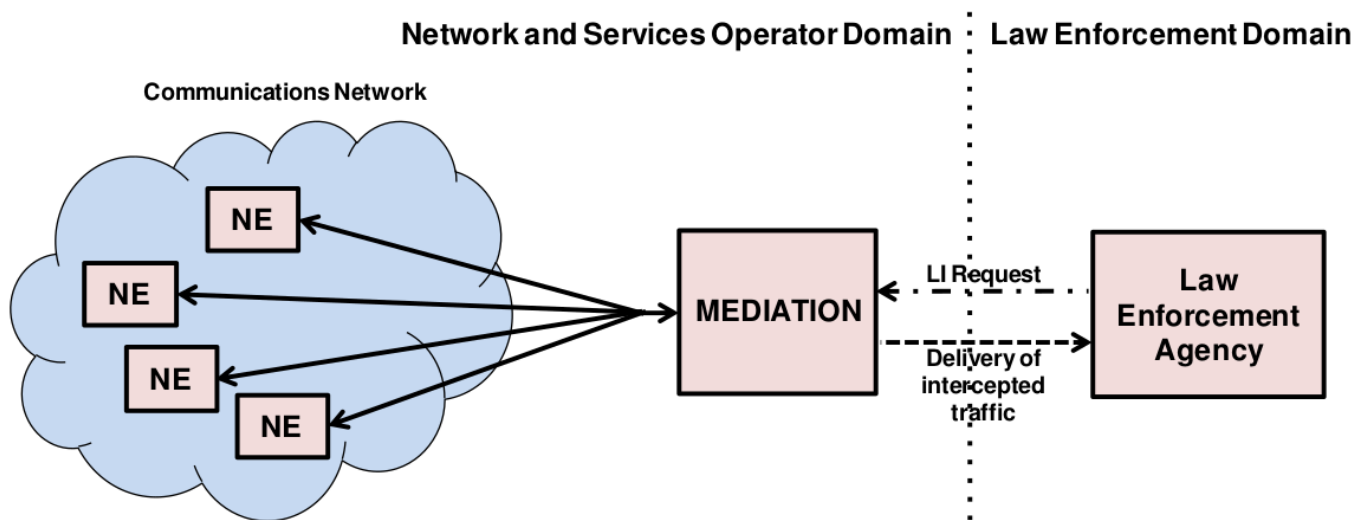 Network and Services Operator Domain
Law Enforcement Domain
Communications Network
NE
NE
NE
NE
MEDIATION
LI Request
Delivery of
intercepted
traffic
Law
Enforcement
Agency